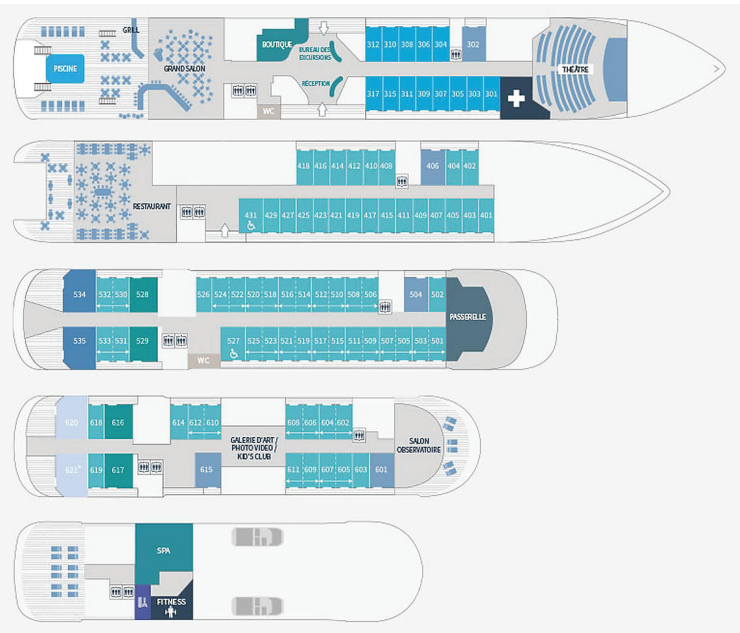 GRILL
PISCINE
GRAND SALON
BOUTIQUE
BUREAU DES
EXCURSIONS
RÉCEPTION
WC
312 310 308 306 304
302
317 315 311 309 307 305 303 301
THÉÂTRE
RESTAURANT
418 416 414 412 410 408
406 404 402
431 429 427 425 423 421 419 417 415 411 409 407 405 403 401
534 532 530 528
526 524 522 520 518 516 514 512 510 508 506
504 502
535 533 531 529
527 525 523 521 519 517 515 511 509 507 505 503 501
WC
PASSERELLE
620 618 616
614 612 610
608 606 604 602
GALERIE D'ART /
PHOTO VIDEO /
KID'S CLUB
SALON
OBSERVATOIRE
621* 619 617
615
611 609 607 605 603 601
SPA
FITNESS